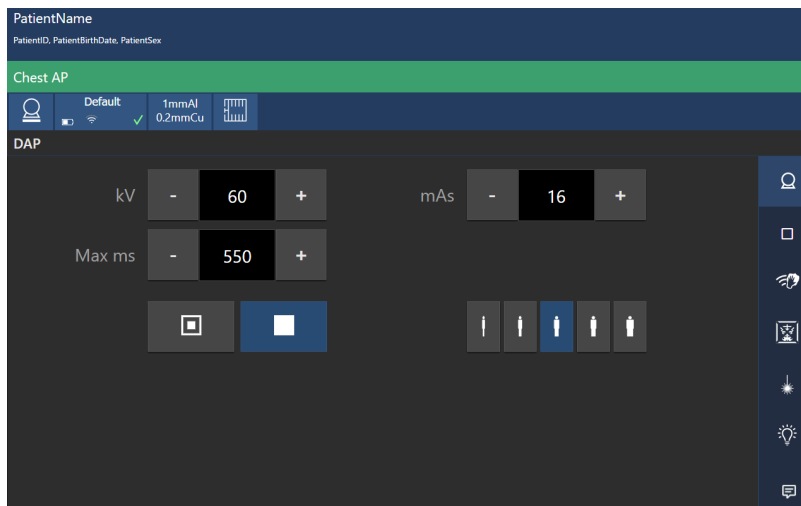 PatientName
PatientID, PatientBirthDate, PatientSex
Chest AP
Default
1mmAl
0.2mmCu
DAP
kV - 60 + mAs - 16 +
Max ms - 550 +